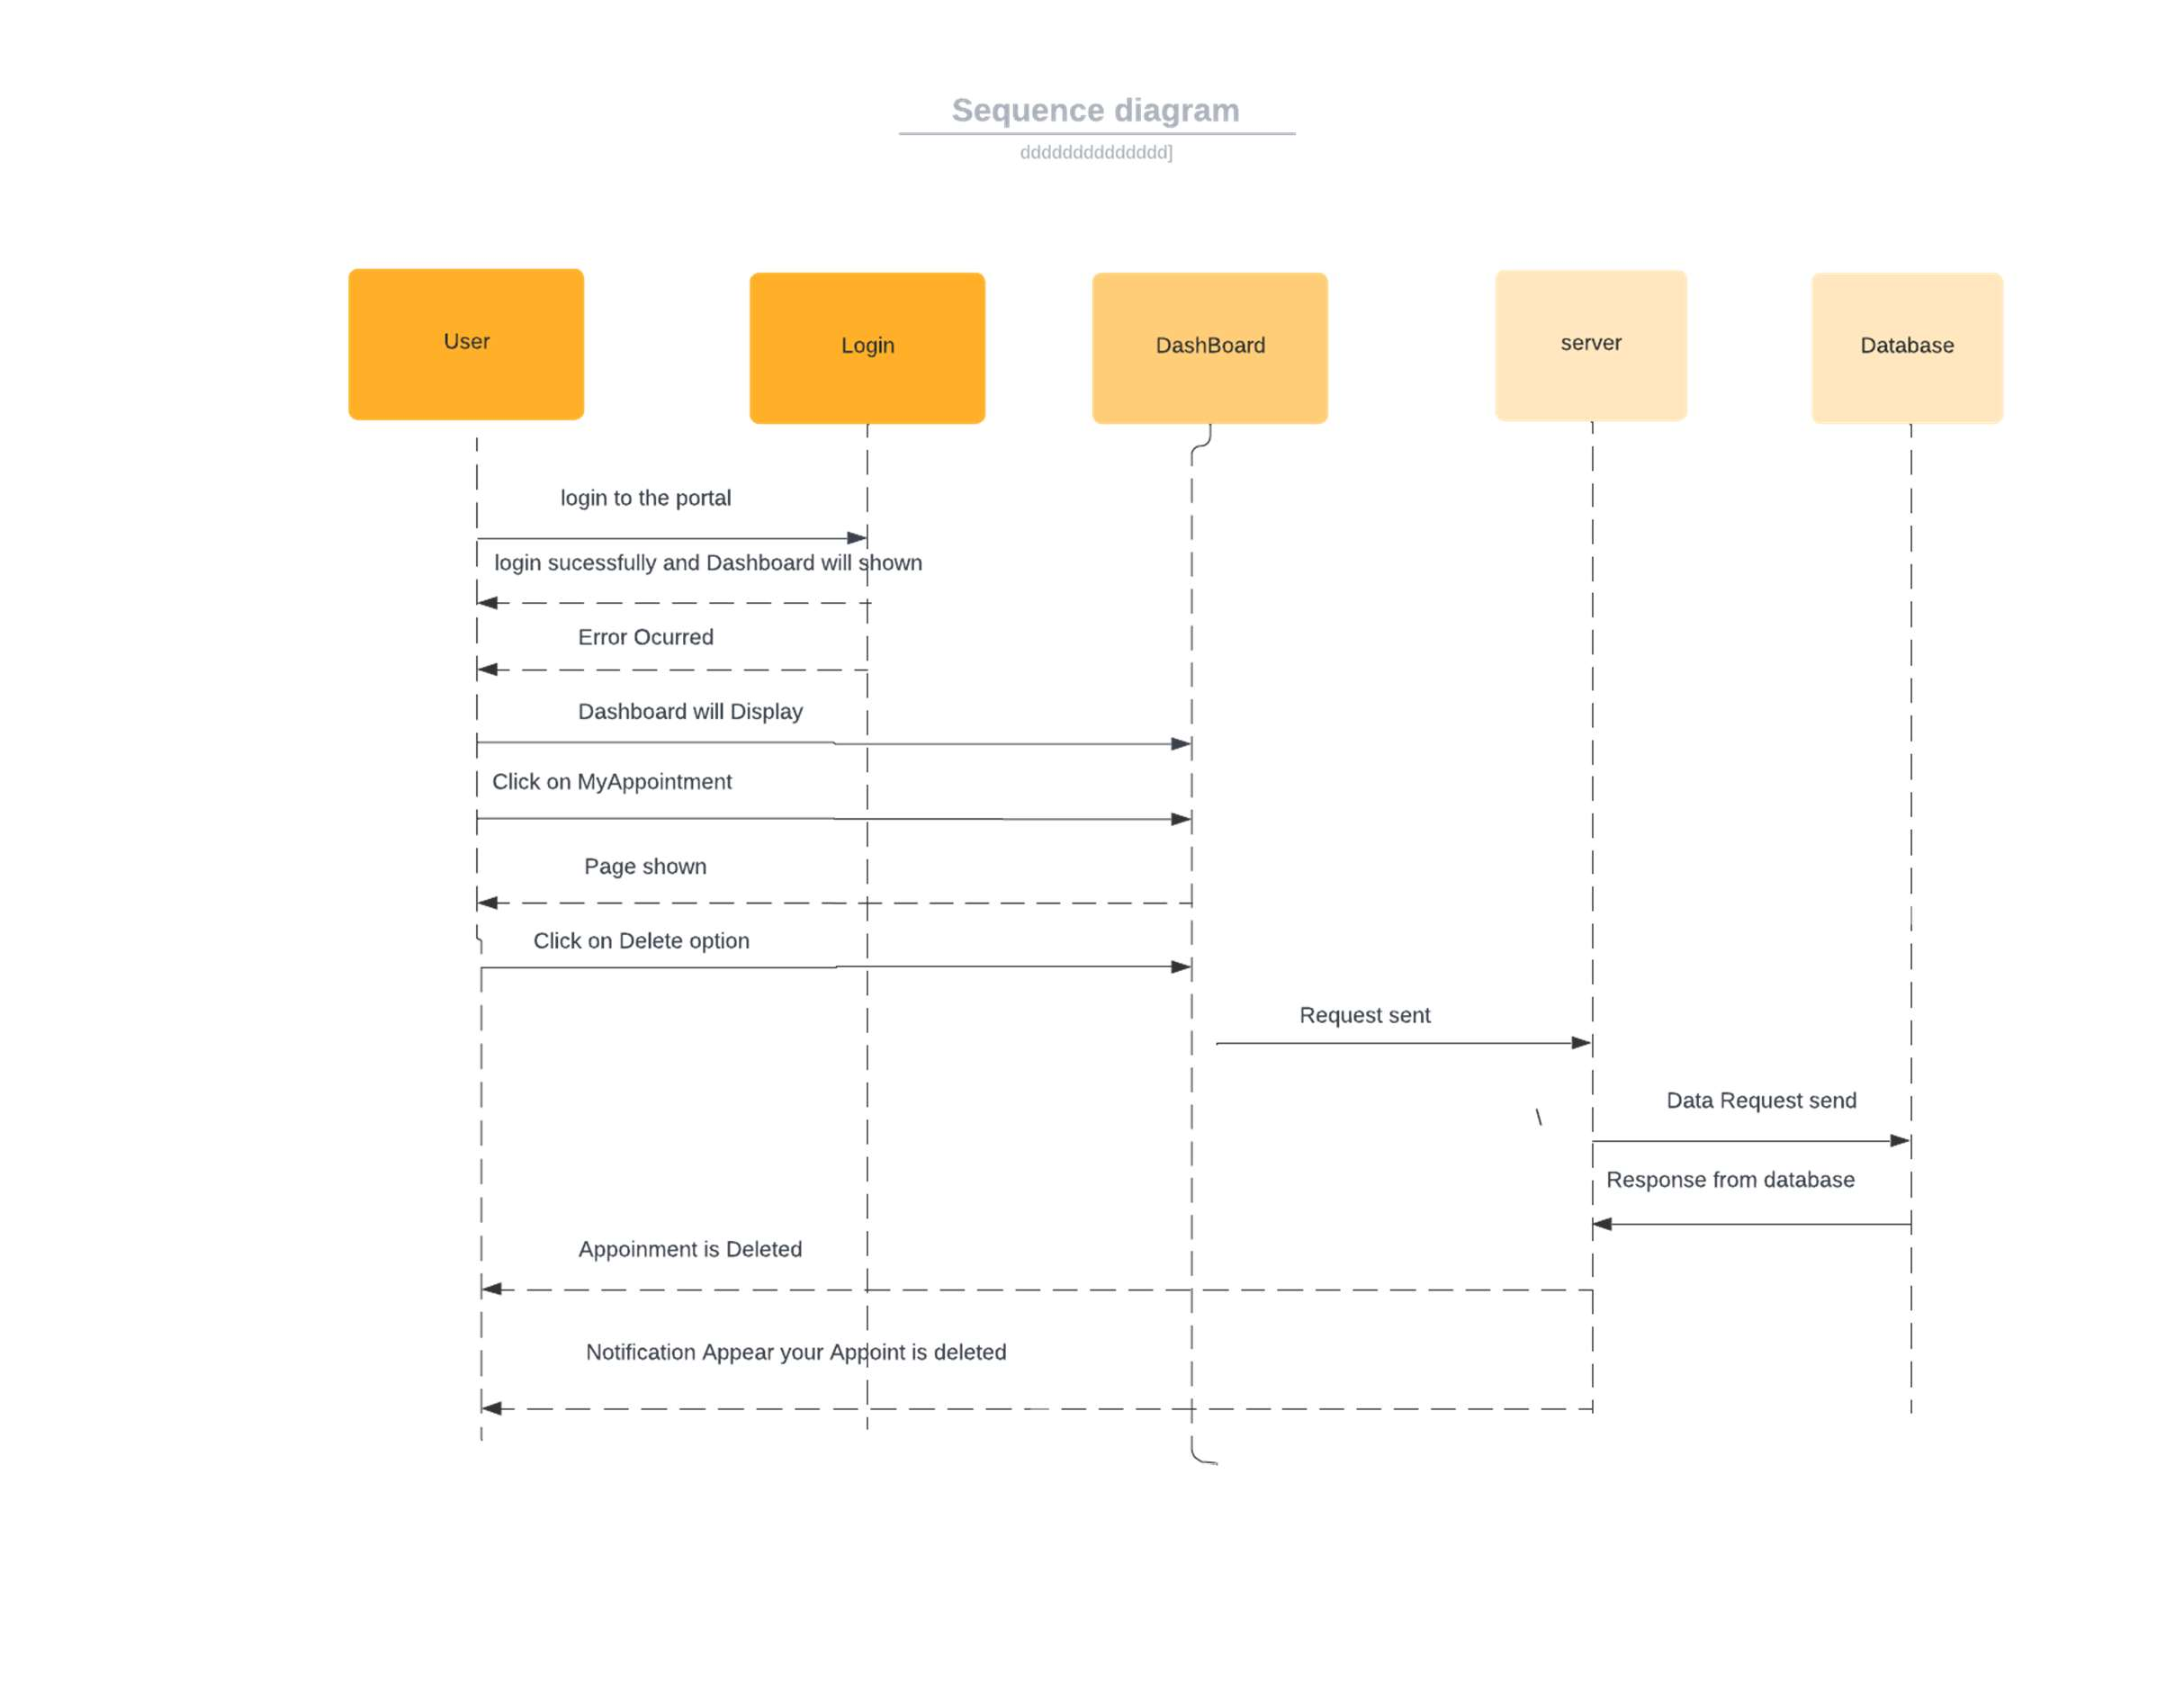 Sequence diagram
dddddddddddddd]
User
Login
DashBoard
server
Database
login to the portal
login sucessfully and Dashboard will shown
Error Ocurred
Dashboard will Display
Click on MyAppointment
Page shown
Click on Delete option
Request sent
\
Data Request send
Response from database
Appoinment is Deleted
Notification Appear your Appoint is deleted